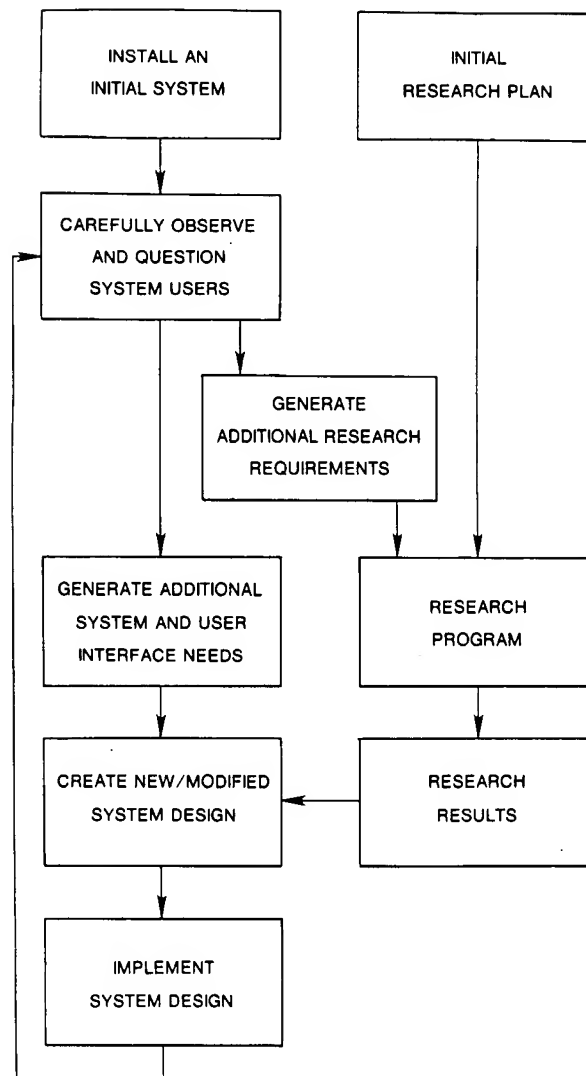 INSTALL AN
INITIAL SYSTEM
INITIAL
RESEARCH PLAN
CAREFULLY OBSERVE
AND QUESTION
SYSTEM USERS
GENERATE
ADDITIONAL RESEARCH
REQUIREMENTS
GENERATE ADDITIONAL
SYSTEM AND USER
INTERFACE NEEDS
RESEARCH
PROGRAM
CREATE NEW/MODIFIED
SYSTEM DESIGN
RESEARCH
RESULTS
IMPLEMENT
SYSTEM DESIGN